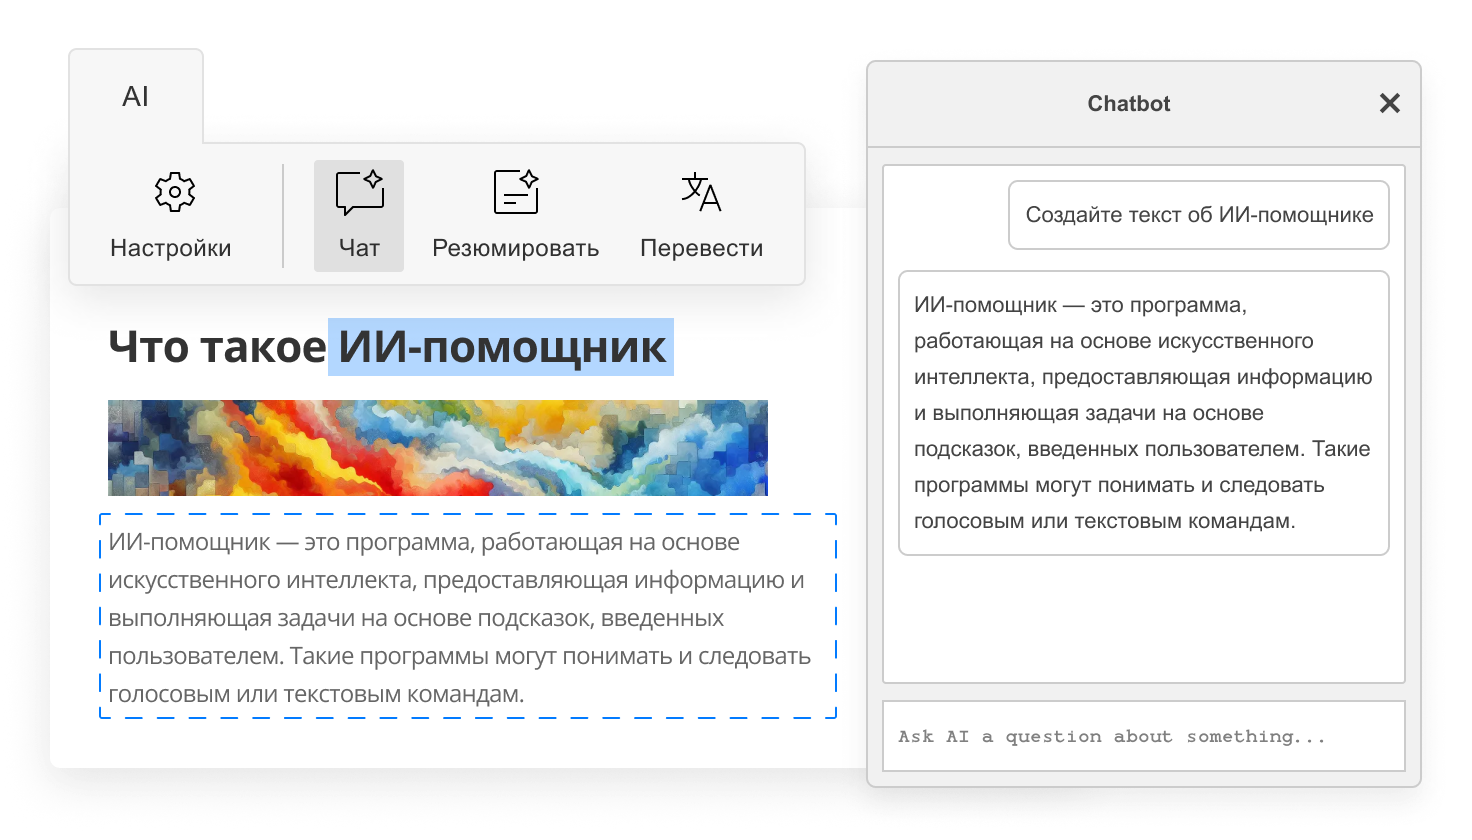 AI
Настройки
Чат
Резюмировать
Перевести
Что такое ИИ-помощник
ИИ-помощник — это программа, работающая на основе
искусственного интеллекта, предоставляющая информацию и
выполняющая задачи на основе подсказок, введенных
пользователем. Такие программы могут понимать и следовать
голосовым или текстовым командам.
Chatbot
Создайте текст об ИИ-помощнике
ИИ-помощник — это программа,
работающая на основе искусственного
интеллекта, предоставляющая информацию
и выполняющая задачи на основе
подсказок, введенных пользователем. Такие
программы могут понимать и следовать
голосовым или текстовым командам.
Ask AI a question about something...